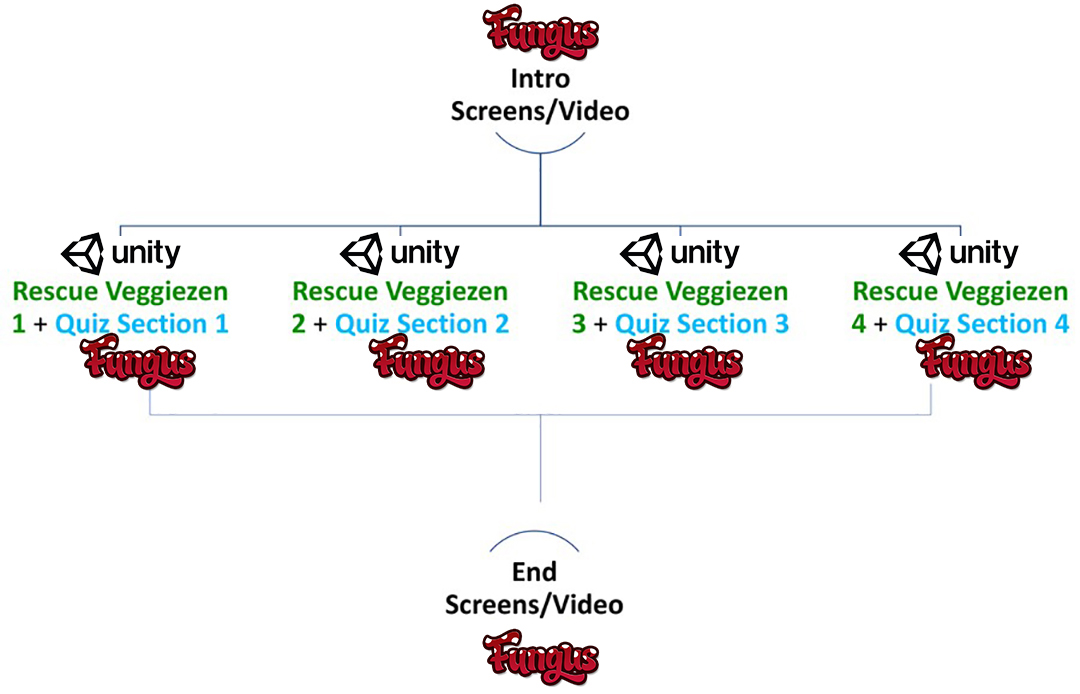 Fungus
Intro
Screens/Video
unity
Rescue Veggiezen
1 + Quiz Section 1
Fungus
unity
Rescue Veggiezen
2 + Quiz Section 2
Fungus
unity
Rescue Veggiezen
3 + Quiz Section 3
Fungus
unity
Rescue Veggiezen
4 + Quiz Section 4
Fungus
End
Screens/Video
Fungus